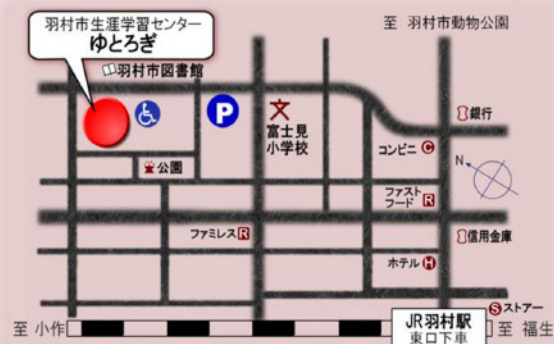 羽村市生涯学習センター
ゆとろぎ
至 羽村市動物公園
羽村市図書館
P
文
富士見
小学校
銀行
コンビニ C
N
公園
ファスト
フード R
ファミレス R
信用金庫
ホテル H
S ストアー
至 小作
JR羽村駅
東口下車
至 福生